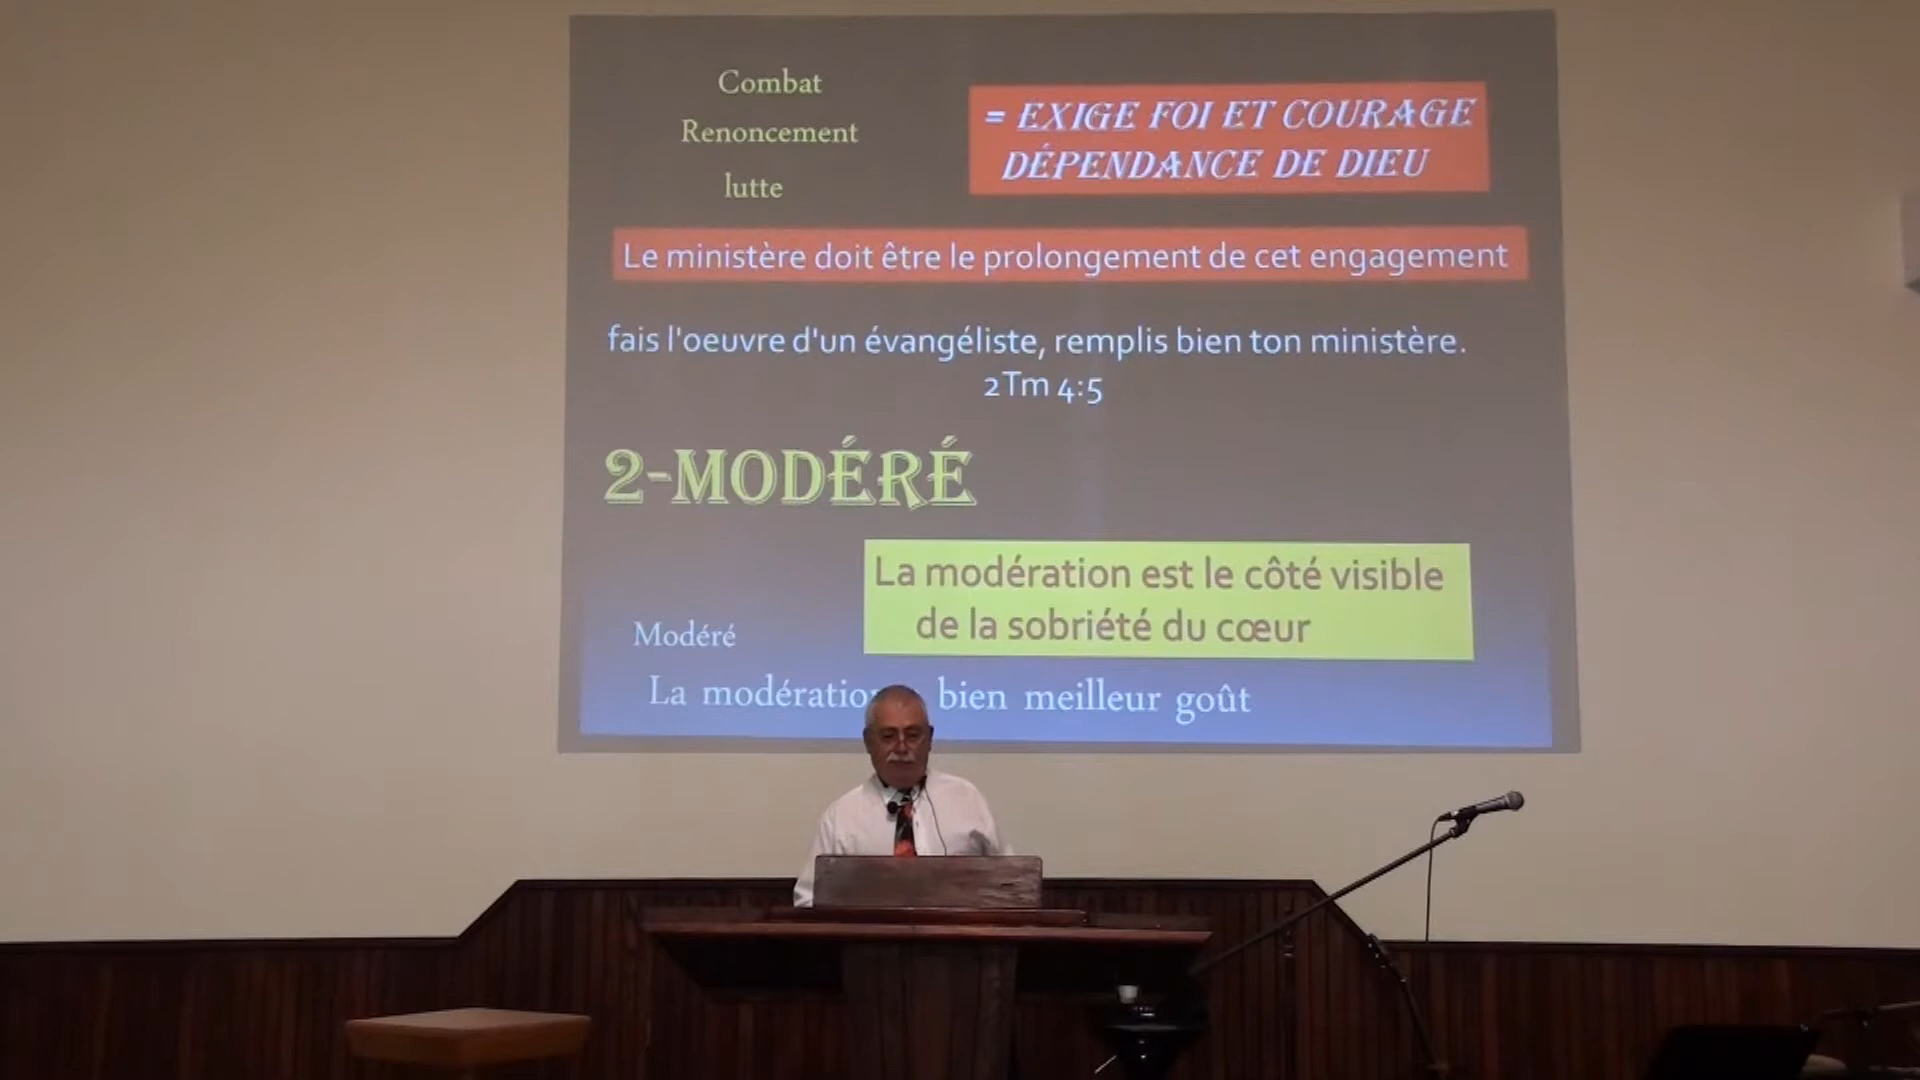 Combat
Renoncement
lutte
= EXIGE FOI ET COURAGE
DÉPENDANCE DE DIEU
Le ministère doit être le prolongement de cet engagement
fais l'oeuvre d'un évangéliste, remplis bien ton ministère.
2Tm 4:5
2-MODÉRÉ
La modération est le côté visible
de la sobriété du cœur
Modéré
La bien meilleur goût